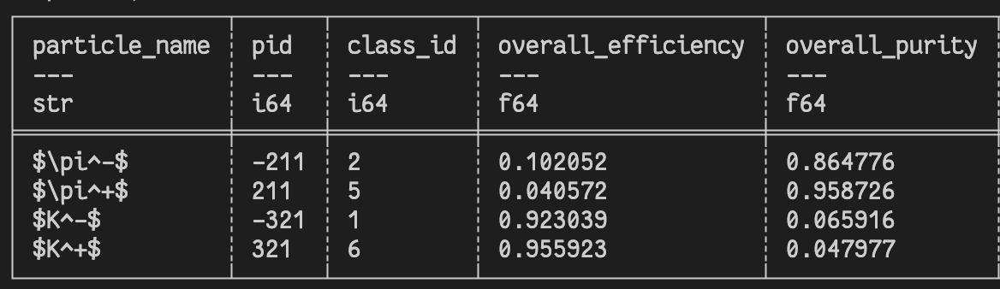 particle_name pid class_id overall_efficiency overall_purity
--- --- --- --- ---
str i64 i64 f64 f64
$\pi^-$ -211 2 0.102052 0.864776
$\pi^+$ 211 5 0.040572 0.958726
$K^-$ -321 1 0.923039 0.065916
$K^+$ 321 6 0.955923 0.047977